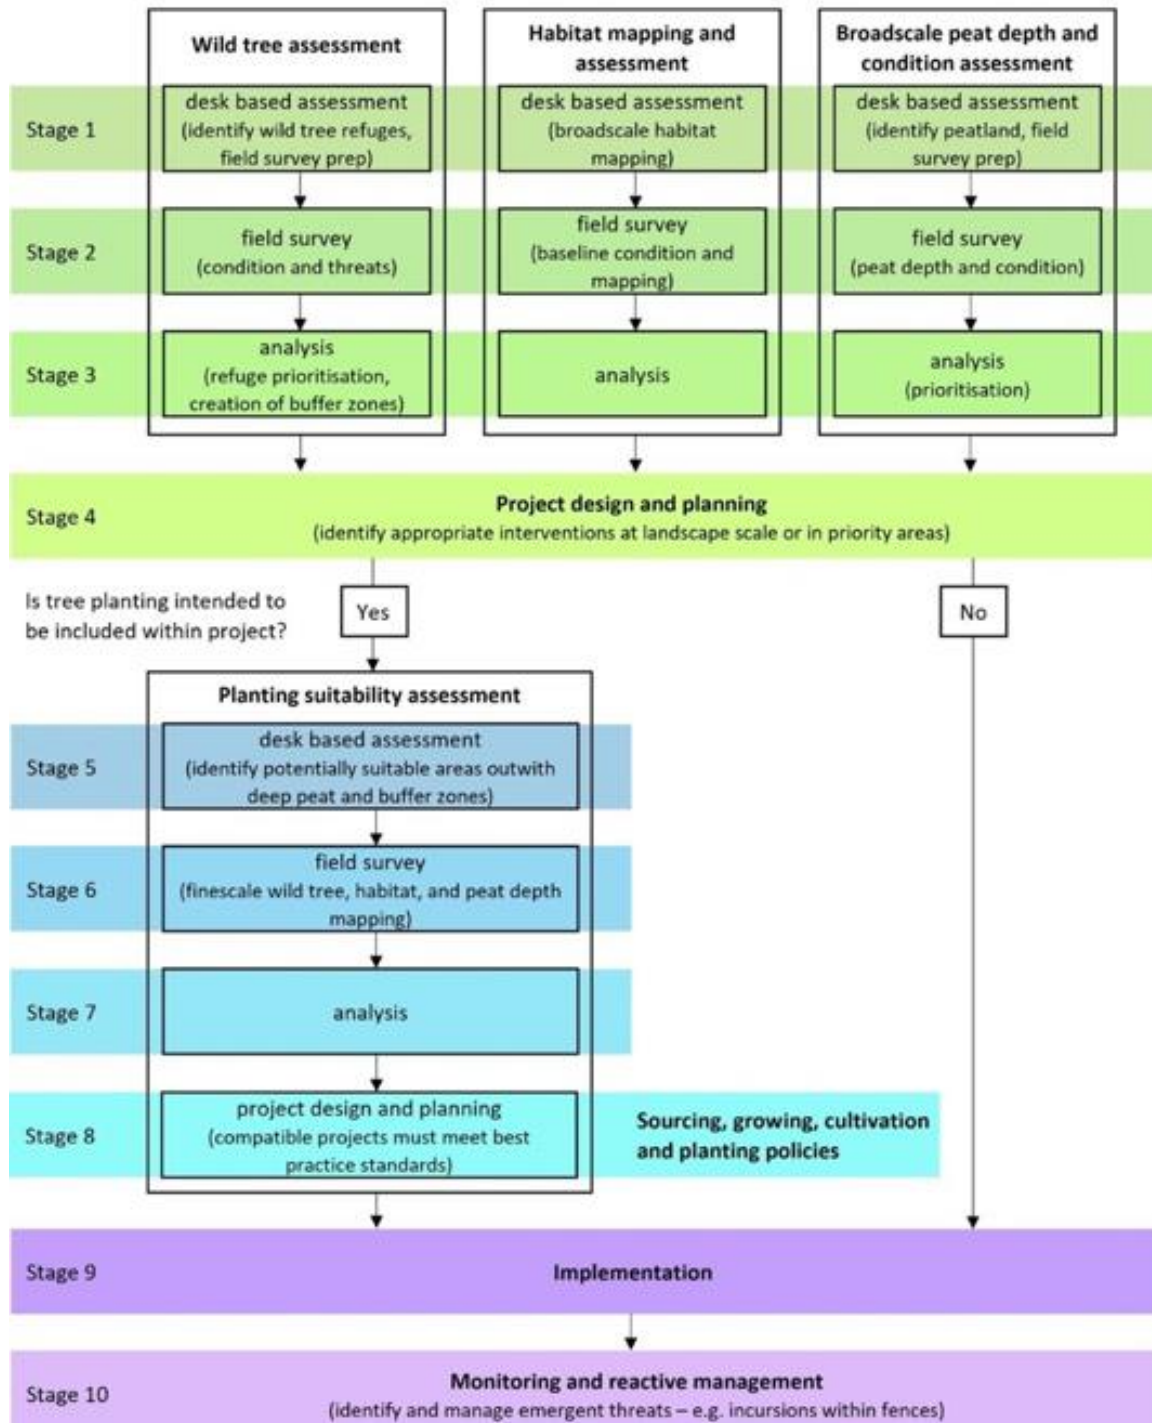 Wild tree assessment
Habitat mapping and
assessment
Broadscale peat depth and
condition assessment
Stage 1
desk based assessment
(identify wild tree refuges,
field survey prep)
desk based assessment
(broadscale habitat
mapping)
desk based assessment
(identify peatland, field
survey prep)
Stage 2
field survey
(condition and threats)
field survey
(baseline condition and
mapping)
field survey
(peat depth and condition)
Stage 3
analysis
(refuge prioritisation,
creation of buffer zones)
analysis
analysis
(prioritisation)
Stage 4
Project design and planning
(identify appropriate interventions at landscape scale or in priority areas)
Is tree planting intended to
be included within project?
Yes
No
Planting suitability assessment
Stage 5
desk based assessment
(identify potentially suitable areas outwith
deep peat and buffer zones)
Stage 6
field survey
(finescale wild tree, habitat, and peat depth
mapping)
Stage 7
analysis
Stage 8
project design and planning
(compatible projects must meet best
practice standards)
Sourcing, growing, cultivation
and planting policies
Stage 9
Implementation
Stage 10
Monitoring and reactive management
(identify and manage emergent threats – e.g. incursions within fences)